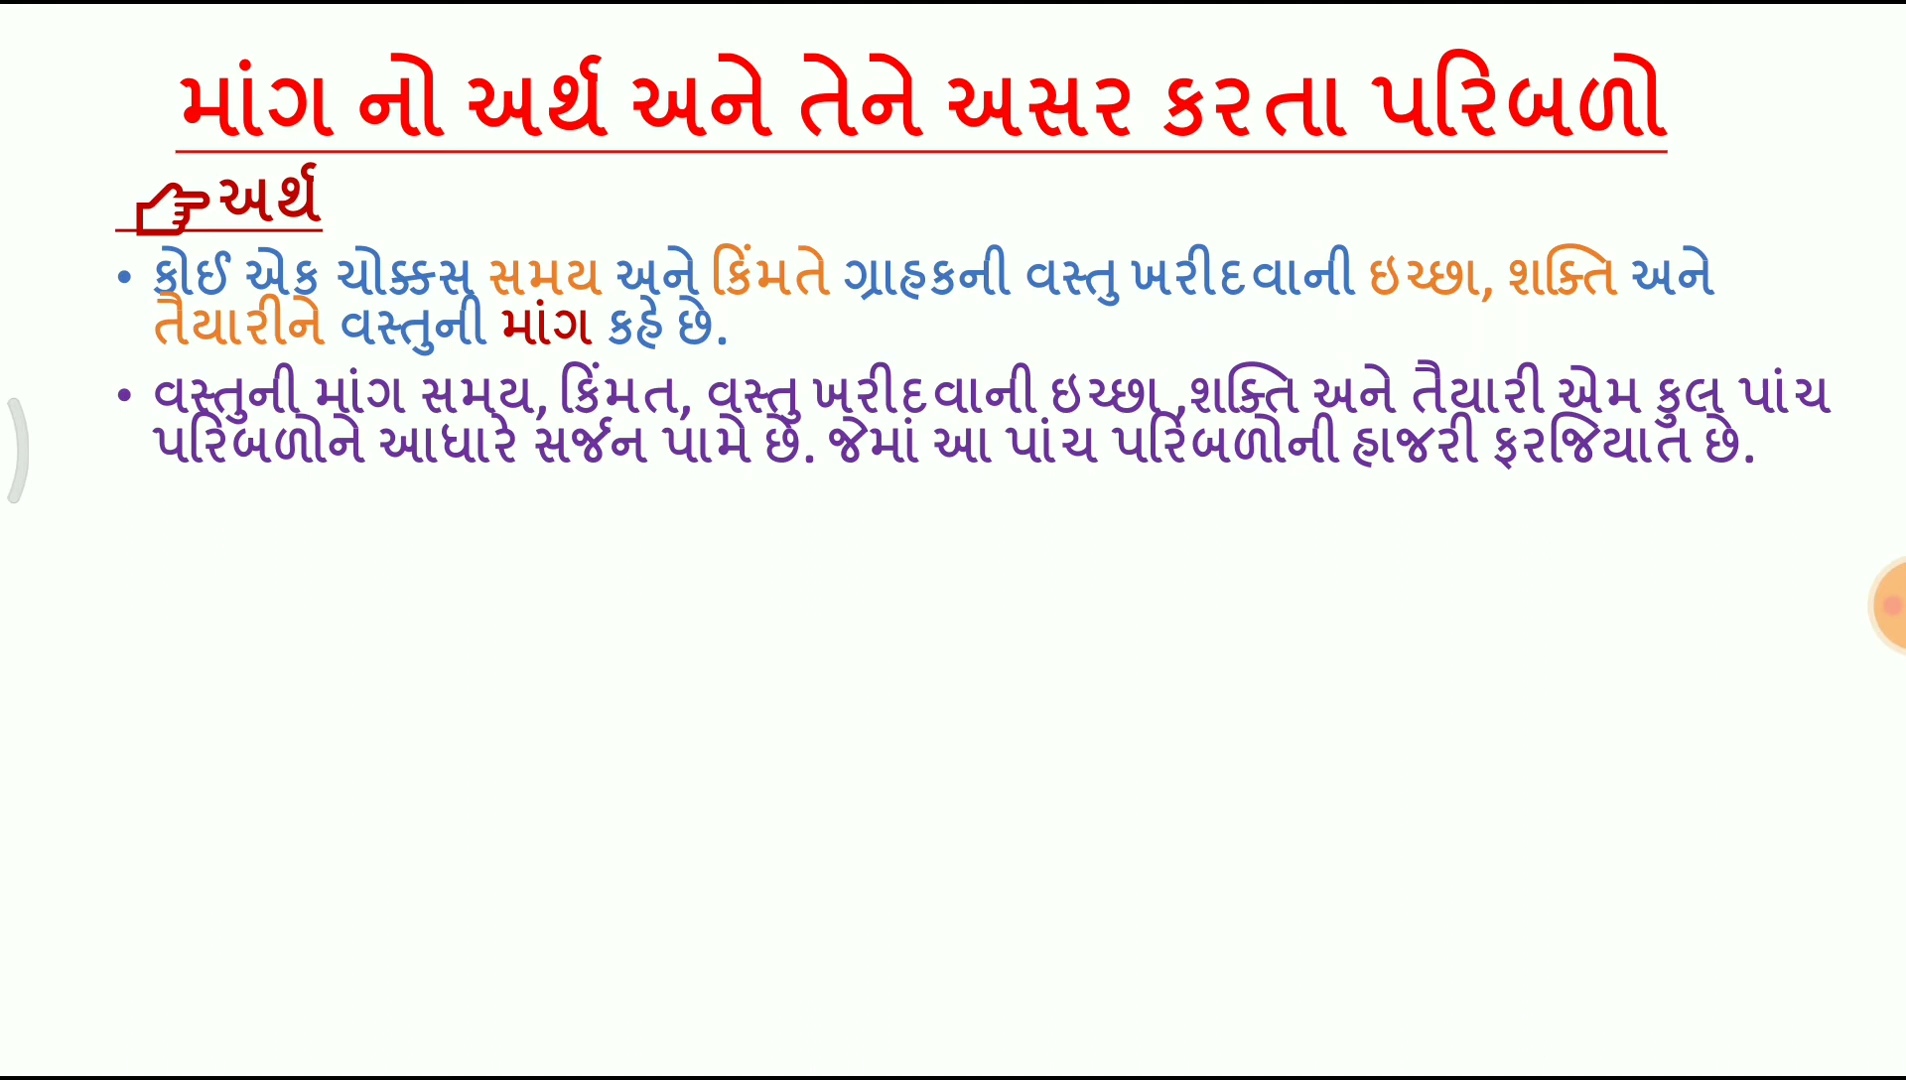 માંગ નો અર્થ અને તેને અસર કરતા પરિબળો
અર્થ
• કોઈ એક ચોક્કસ સમય અને કિંમતે ગ્રાહકની વસ્તુ ખરીદવાની ઇચ્છા, શક્તિ અને
તૈયારીને વસ્તુની માંગ કહે છે.
• વસ્તુની માંગ સમય, કિંમત, વસ્તુ ખરીદવાની ઇચ્છા ,શક્તિ અને તૈયારી એમ કુલ પાંચ
પરિબળોને આધારે સર્જન પામે છે. જેમાં આ પાંચ પરિબળોની હાજરી ફરજિયાત છે.